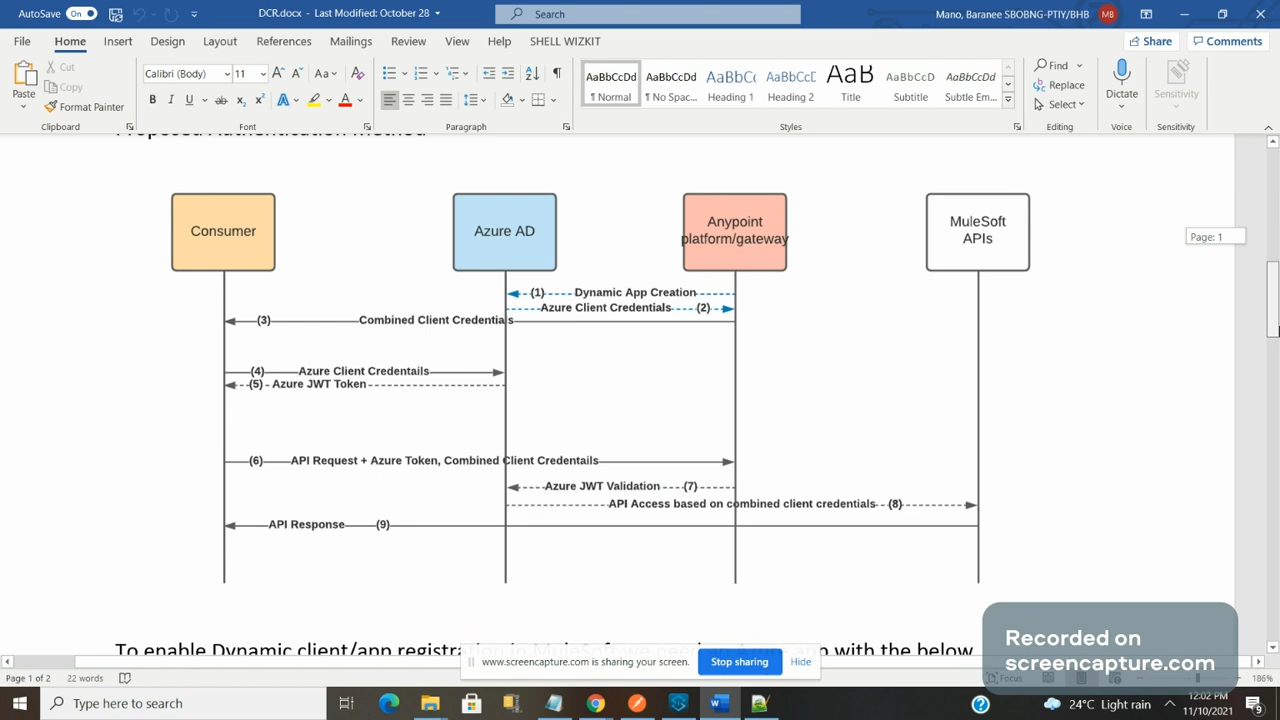 AutoSave On DCR.docx • Last Modified: October 28 Search Mano, Baranee SBOBNG-PTIY/BHB MB
File Home Insert Design Layout References Mailings Review View Help SHELL WIZKIT Share Comments
Paste Cut Copy Format Painter
Calibri (Body) 11
AaBbCcDd AaBbCcDd AaBbCc AaBbCcC AaB AaBbCcD AaBbCcDd
¶ Normal ¶ No Spac... Heading 1 Heading 2 Title Subtitle Subtle Em...
Find Replace Select Dictate Sensitivity
Clipboard Font Paragraph Styles Editing Voice Sensitivity
Proposed Authentication method
Consumer
Azure AD
Anypoint
platform/gateway
MuleSoft
APIs
Page: 1
(1) Dynamic App Creation
Azure Client Credentials (2)
(3) Combined Client Credentials
(4) Azure Client Credentails
(5) Azure JWT Token
(6) API Request + Azure Token, Combined Client Credentails
Azure JWT Validation (7)
API Access based on combined client credentials (8)
API Response (9)
To enable Dynamic client/app registration in MuleSoft we need an Azure app with the below
www.screencapture.com is sharing your screen. Stop sharing Hide
Recorded on
screencapture.com
Page 1 of 2 22 words Focus 186%
Type here to search 24°C Light rain 12:02 PM
11/10/2021